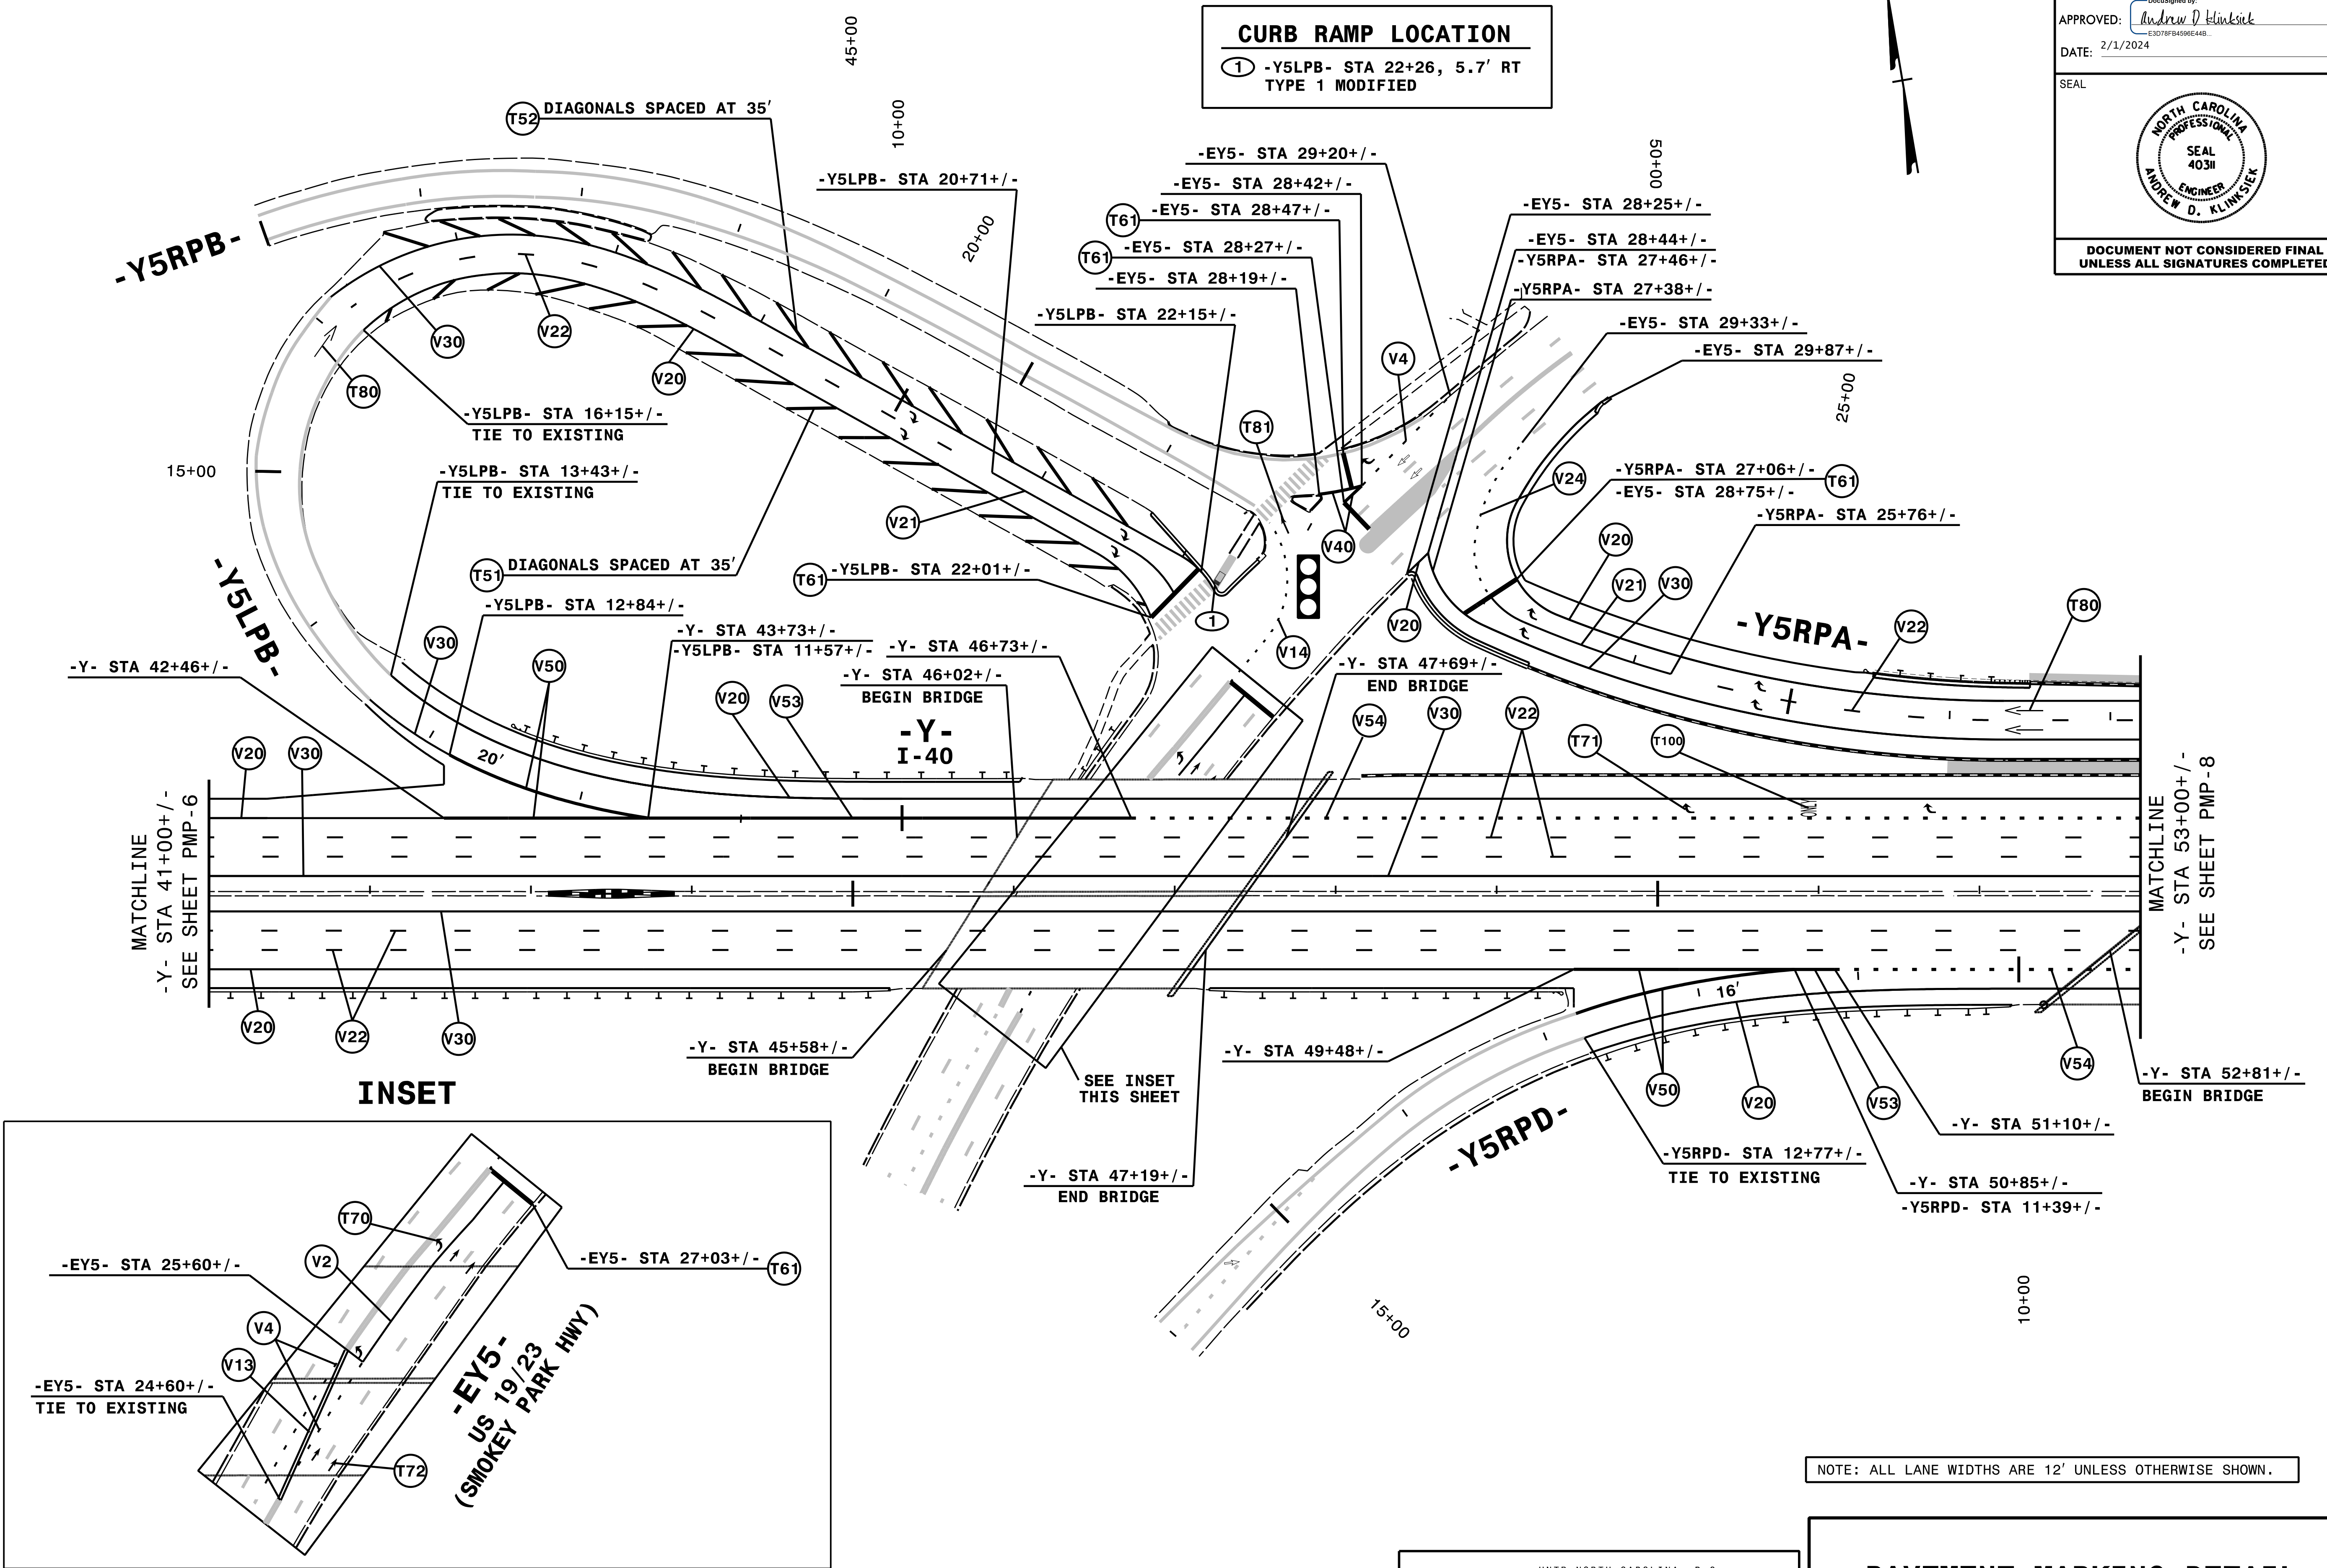 CURB RAMP LOCATION
1 -Y5LPB- STA 22+26, 5.7' RT
TYPE 1 MODIFIED
DocuSigned by:
APPROVED: Andrew D Klinksiek
E3D78FB4596E44B...
DATE: 2/1/2024
SEAL
NORTH CAROLINA
PROFESSIONAL
SEAL
40311
ENGINEER
ANDREW D. KLINKSIEK
DOCUMENT NOT CONSIDERED FINAL
UNLESS ALL SIGNATURES COMPLETED
45+00
10+00
20+00
50+00
25+00
T52 DIAGONALS SPACED AT 35'
-Y5LPB- STA 20+71+/-
-EY5- STA 29+20+/-
-EY5- STA 28+42+/-
T61 -EY5- STA 28+47+/-
T61 -EY5- STA 28+27+/-
-EY5- STA 28+19+/-
-Y5LPB- STA 22+15+/-
-EY5- STA 28+25+/-
-EY5- STA 28+44+/-
-Y5RPA- STA 27+46+/-
-Y5RPA- STA 27+38+/-
-EY5- STA 29+33+/-
-EY5- STA 29+87+/-
-Y5RPB-
V30
V22
V20
T80
V4
T81
-Y5LPB- STA 16+15+/-
TIE TO EXISTING
15+00
-Y5LPB- STA 13+43+/-
TIE TO EXISTING
V21
V40
V24
-Y5RPA- STA 27+06+/-
-EY5- STA 28+75+/-
T61
-Y5RPA- STA 25+76+/-
V20
V21
V30
T51 DIAGONALS SPACED AT 35'
T61 -Y5LPB- STA 22+01+/-
-Y5LPB-
-Y5LPB- STA 12+84+/-
1
V14
V20
-Y5RPA-
V22
T80
V30
V50
-Y- STA 43+73+/-
-Y5LPB- STA 11+57+/-
-Y- STA 46+73+/-
-Y- STA 46+02+/-
BEGIN BRIDGE
-Y- STA 47+69+/-
END BRIDGE
-Y- STA 42+46+/-
V20
V53
-Y-
I-40
V54
V30
V22
T71
T100
ONLY
V20
V30
20'
MATCHLINE
-Y- STA 41+00+/-
SEE SHEET PMP-6
MATCHLINE
-Y- STA 53+00+/-
SEE SHEET PMP-8
V20
V22
V30
16'
-Y- STA 45+58+/-
BEGIN BRIDGE
SEE INSET
THIS SHEET
-Y- STA 47+19+/-
END BRIDGE
-Y- STA 49+48+/-
V50
V20
V53
V54
-Y- STA 52+81+/-
BEGIN BRIDGE
-Y- STA 51+10+/-
-Y5RPD-
-Y5RPD- STA 12+77+/-
TIE TO EXISTING
-Y- STA 50+85+/-
-Y5RPD- STA 11+39+/-
15+00
10+00
INSET
T70
V2
-EY5- STA 25+60+/-
-EY5- STA 27+03+/- T61
V4
V13
-EY5- STA 24+60+/-
TIE TO EXISTING
T72
-EY5-
US 19/23
(SMOKEY PARK HWY)
NOTE: ALL LANE WIDTHS ARE 12' UNLESS OTHERWISE SHOWN.
PAVEMENT MARKING DETAIL